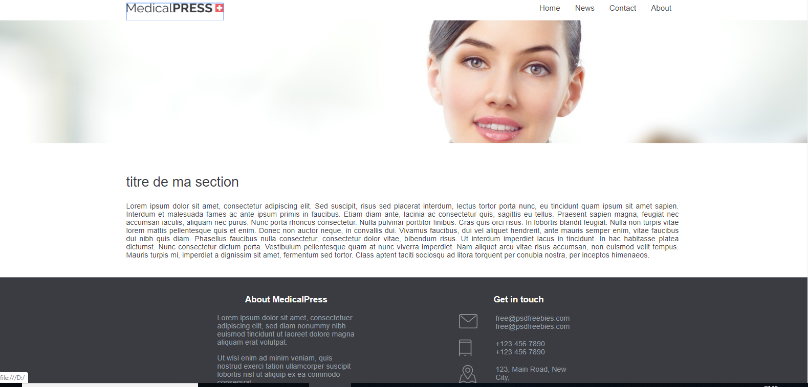 MedicalPRESS
Home News Contact About
titre de ma section
Lorem ipsum dolor sit amet, consectetur adipiscing elit. Sed suscipit, risus sed placerat interdum, lectus tortor porta nunc, eu tincidunt quam ipsum sit amet sapien.
Interdum et malesuada fames ac ante ipsum primis in faucibus. Etiam diam ante, lacinia ac consectetur quis, sagittis eu tellus. Praesent sapien magna, feugiat nec
accumsan iaculis, aliquam nec purus. Nunc porta rhoncus consectetur. Nulla pulvinar porttitor finibus. Cras quis orci risus. In lobortis blandit feugiat. Nulla non turpis vitae
lorem mattis pellentesque quis et enim. Donec non auctor neque, in convallis dui. Vivamus faucibus, dui vel aliquet hendrerit, ante mauris semper enim, vitae faucibus
dui nibh quis diam. Phasellus faucibus nulla consectetur, consectetur dolor vitae, bibendum risus. Ut interdum imperdiet lacus in tincidunt. In hac habitasse platea
dictumst. Nunc consectetur dictum porta. Vestibulum pellentesque quam at nunc viverra imperdiet. Nam aliquet arcu vitae risus accumsan, non euismod velit tempus.
Mauris turpis mi, imperdiet a dignissim sit amet, fermentum sed tortor. Class aptent taciti sociosqu ad litora torquent per conubia nostra, per inceptos himenaeos.
About MedicalPress
Lorem ipsum dolor sit amet, consectetuer
adipiscing elit, sed diam nonummy nibh
euismod tincidunt ut laoreet dolore magna
aliquam erat volutpat.
Ut wisi enim ad minim veniam, quis
nostrud exerci tation ullamcorper suscipit
lobortis nisl ut aliquip ex ea commodo
Get in touch
free@psdfreebies.com
free@psdfreebies.com
+123 456 7890
+123 456 7890
123, Main Road, New
City,
file:///D:/